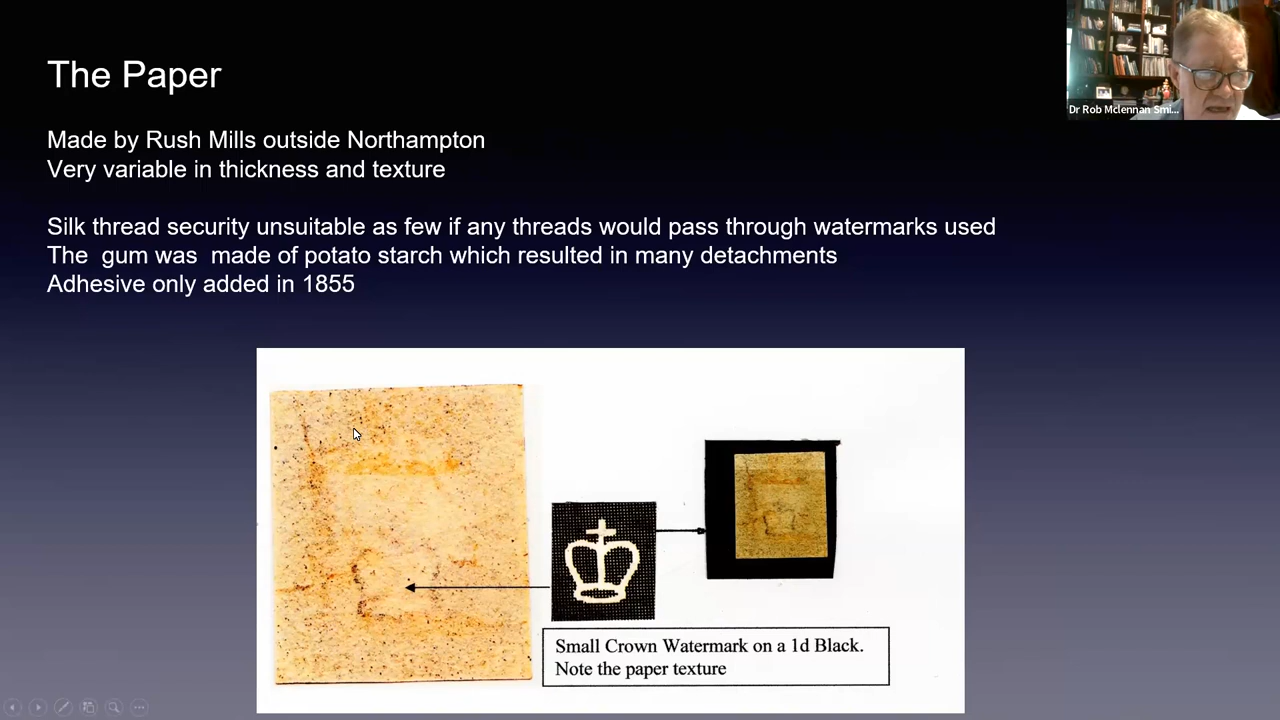 The Paper
Dr Rob Mclennan Smi...
Made by Rush Mills outside Northampton
Very variable in thickness and texture
Silk thread security unsuitable as few if any threads would pass through watermarks used
The gum was made of potato starch which resulted in many detachments
Adhesive only added in 1855
Small Crown Watermark on a 1d Black.
Note the paper texture